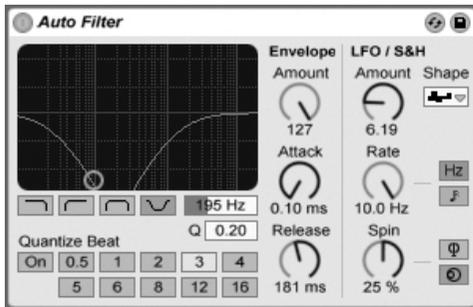 Auto Filter
Envelope
LFO / S&H
Amount
Amount
Shape
127
6.19
Attack
Rate
Hz
195 Hz
0.10 ms
10.0 Hz
Q 0.20
Quantize Beat
Release
Spin
On 0.5 1 2 3 4
5 6 8 12 16
181 ms
25 %
Φ